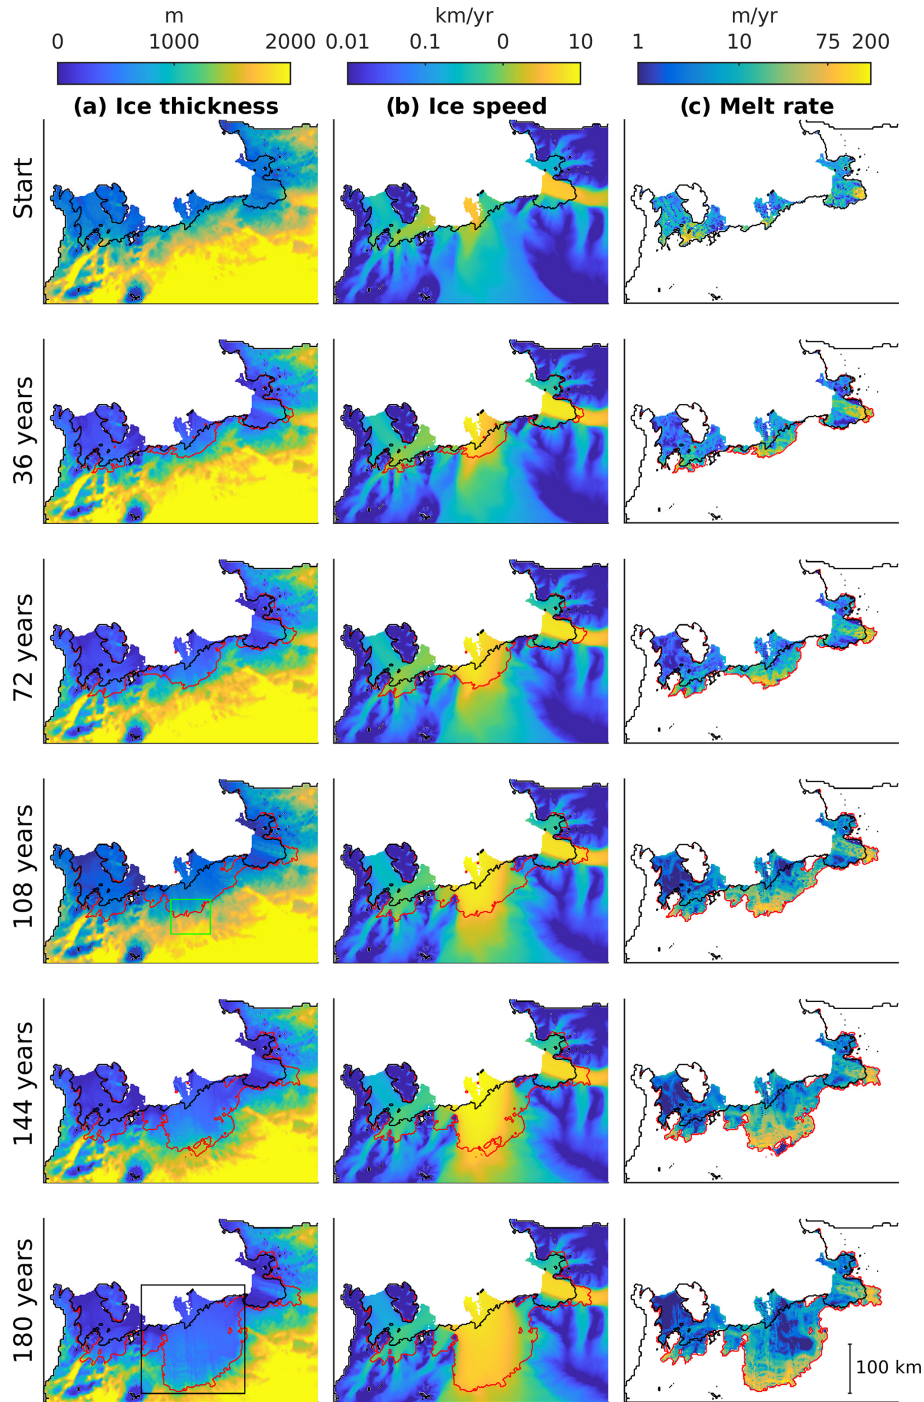 m km/yr m/yr
0 1000 2000 0.01 0.1 0 10 1 10 75 200
(a) Ice thickness (b) Ice speed (c) Melt rate
Start
36 years
72 years
108 years
144 years
180 years
100 km